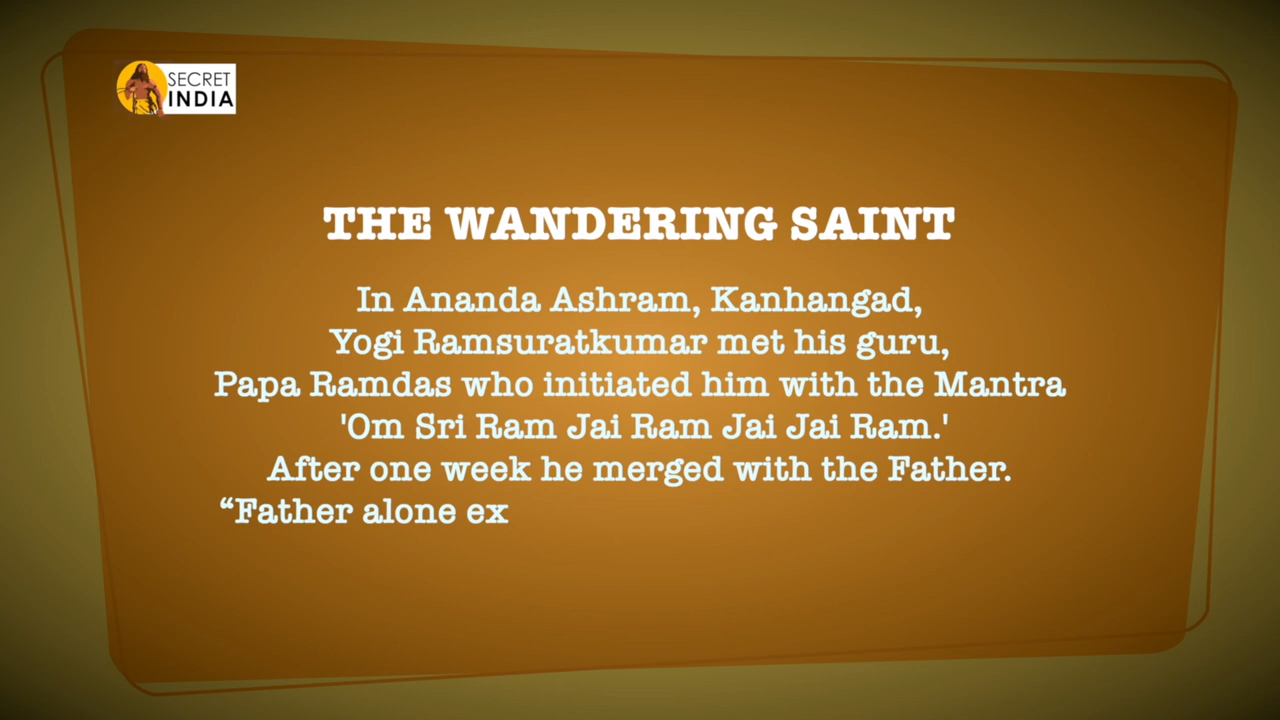 SECRET
INDIA
THE WANDERING SAINT
In Ananda Ashram, Kanhangad,
Yogi Ramsuratkumar met his guru,
Papa Ramdas who initiated him with the Mantra
'Om Sri Ram Jai Ram Jai Jai Ram.'
After one week he merged with the Father.
“Father alone ex